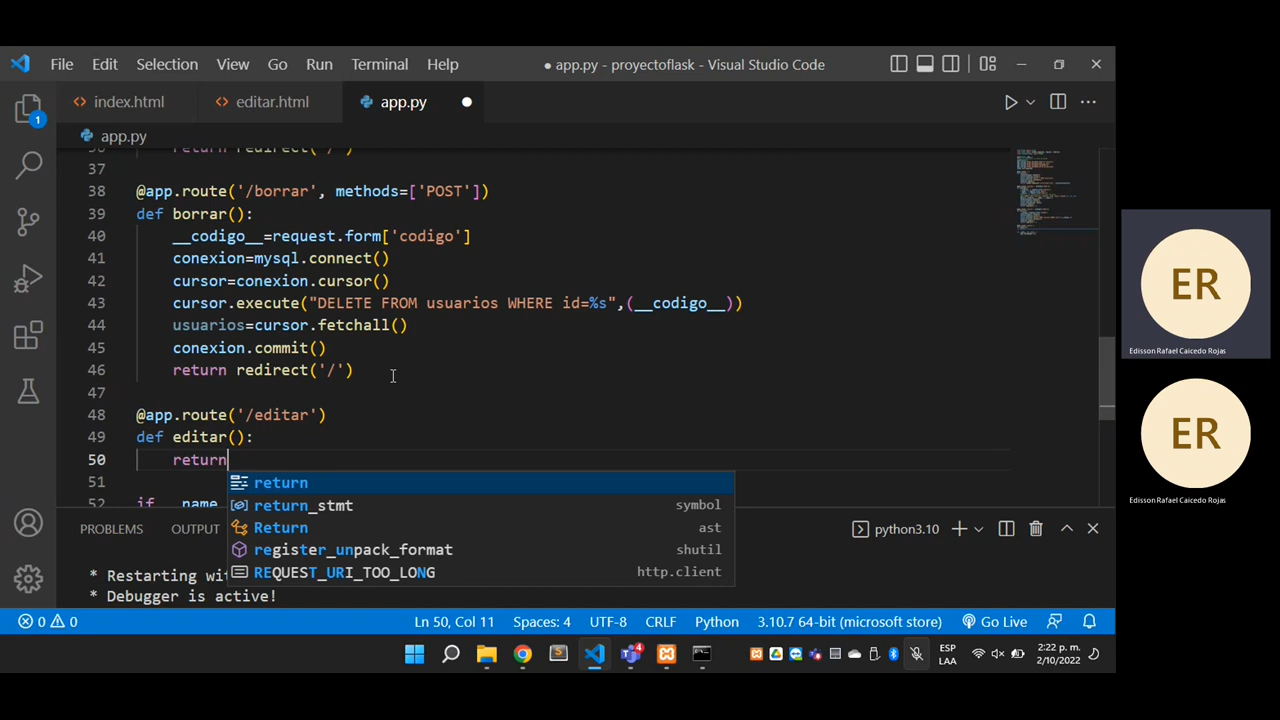 File Edit Selection View Go Run Terminal Help ● app.py - proyectoflask - Visual Studio Code
index.html editar.html app.py
app.py
1
36 return redirect('/')
37
38 @app.route('/borrar', methods=['POST'])
39 def borrar():
40 __codigo__=request.form['codigo']
41 conexion=mysql.connect()
42 cursor=conexion.cursor()
43 cursor.execute("DELETE FROM usuarios WHERE id=%s",(__codigo__))
44 usuarios=cursor.fetchall()
45 conexion.commit()
46 return redirect('/')
47
48 @app.route('/editar')
49 def editar():
50 return
return
51
return_stmt symbol
52 if __name
Return ast
register_unpack_format shutil
REQUEST_URI_TOO_LONG http.client
PROBLEMS OUTPUT python3.10
* Restarting wi
* Debugger is active!
0 0 Ln 50, Col 11 Spaces: 4 UTF-8 CRLF Python 3.10.7 64-bit (microsoft store) Go Live
4 ESP LAA 2:22 p. m. 2/10/2022
ER
Edisson Rafael Caicedo Rojas
ER
Edisson Rafael Caicedo Rojas